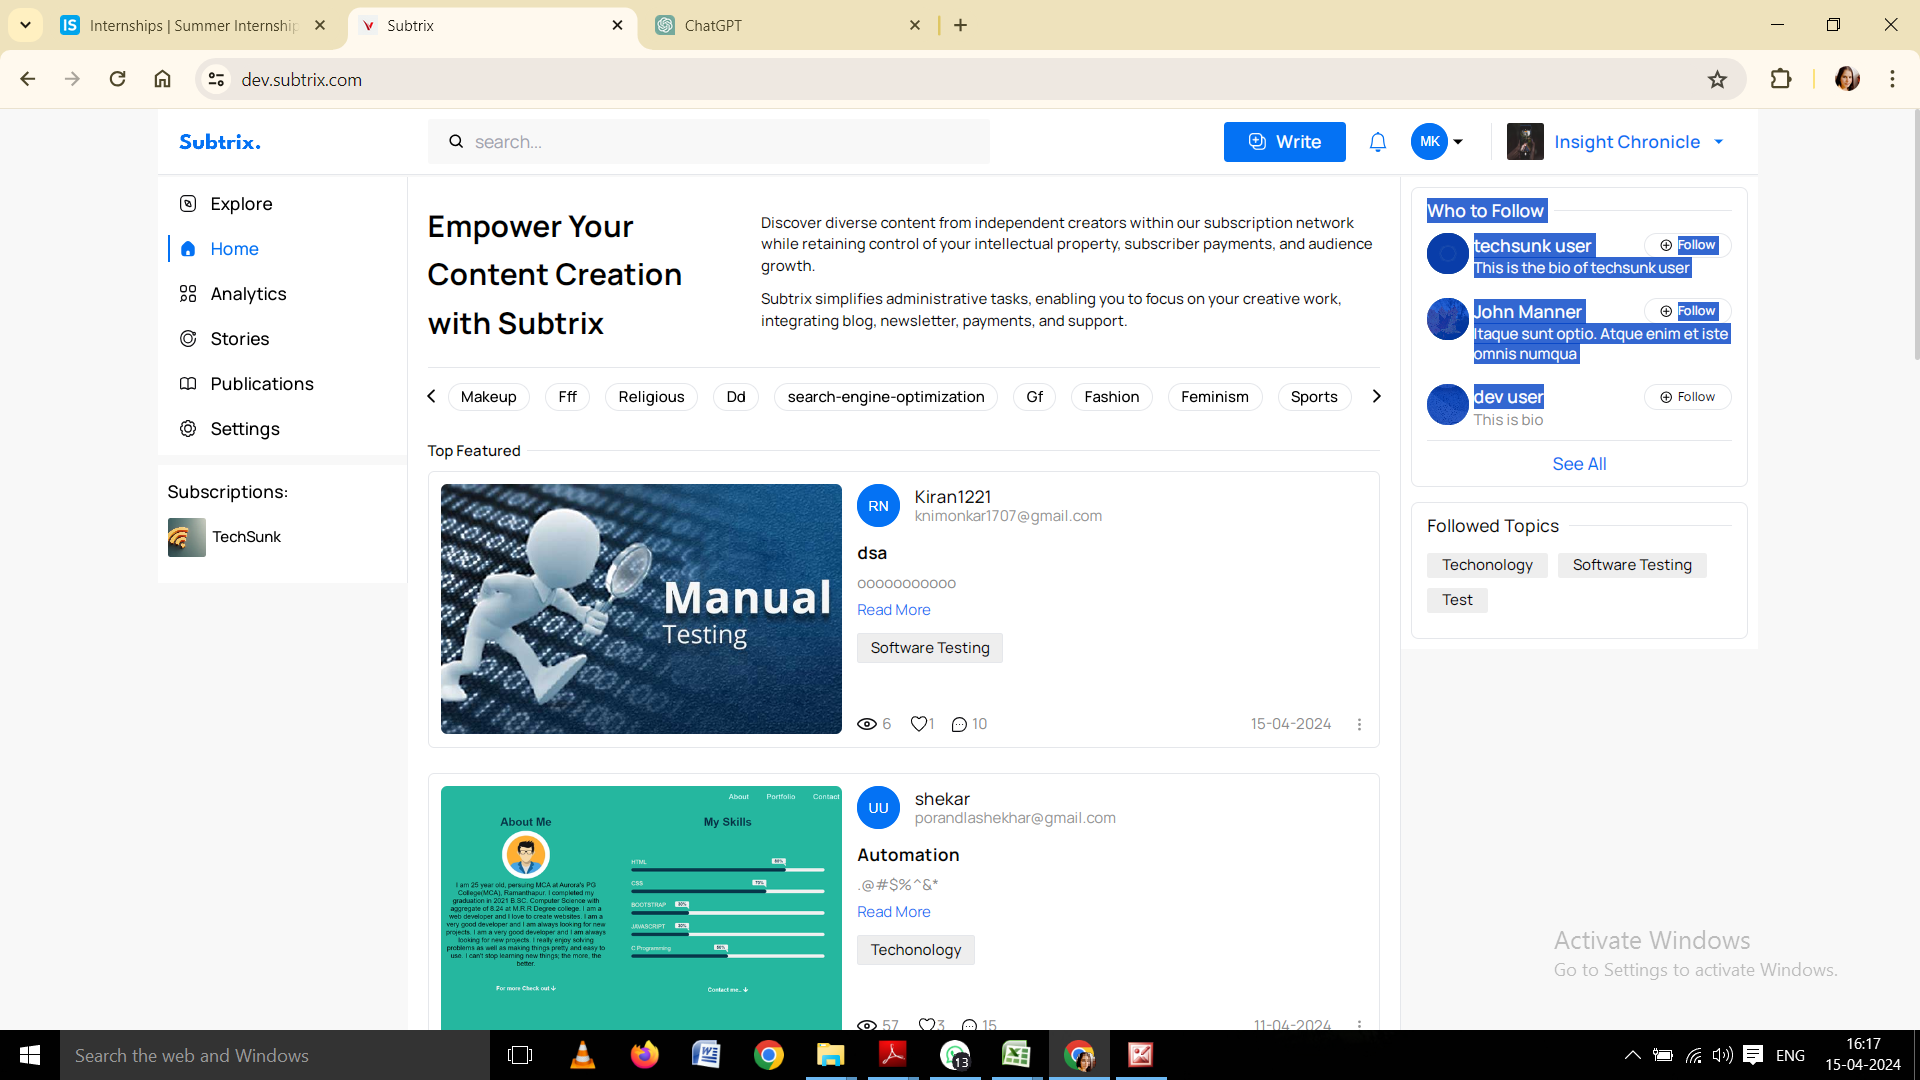 IS
Internships | Summer Internship
Subtrix
ChatGPT
dev.subtrix.com
Subtrix.
search...
Write
MK
Insight Chronicle
Explore
Home
Analytics
Stories
Publications
Settings
Subscriptions:
TechSunk
Empower Your
Content Creation
with Subtrix
Discover diverse content from independent creators within our subscription network
while retaining control of your intellectual property, subscriber payments, and audience
growth.
Subtrix simplifies administrative tasks, enabling you to focus on your creative work,
integrating blog, newsletter, payments, and support.
Makeup Fff Religious Dd search-engine-optimization Gf Fashion Feminism Sports
Top Featured
Manual
Testing
RN
Kiran1221
knimonkar1707@gmail.com
dsa
ooooooooooo
Read More
Software Testing
6 1 10
15-04-2024
About Portfolio Contact
About Me
My Skills
I am 25 year old, persuing MCA at Aurora's PG
College(MCA), Ramanthapur. I completed my
graduation in 2021 B.SC. Computer Science with
aggregate of 8.24 at M.R.R Degree college. I am a
web developer and I love to create websites. I am a
very good developer and I am always looking for new
projects. I am a very good developer and I am always
looking for new projects. I really enjoy solving
problems as well as making things pretty and easy to
use. I can't stop learning new things; the more, the
better.
For more Check out
HTML
CSS
BOOTSTRAP
JAVASCRIPT
C Programming
Contact me..
UU
shekar
porandlashekhar@gmail.com
Automation
.@#$%^&*
Read More
Techonology
57 3 15
11-04-2024
Who to Follow
techsunk user
Follow
This is the bio of techsunk user
John Manner
Follow
Itaque sunt optio. Atque enim et iste
omnis numqua
dev user
Follow
This is bio
See All
Followed Topics
Techonology
Software Testing
Test
Activate Windows
Go to Settings to activate Windows.
Search the web and Windows
13
ENG
16:17
15-04-2024